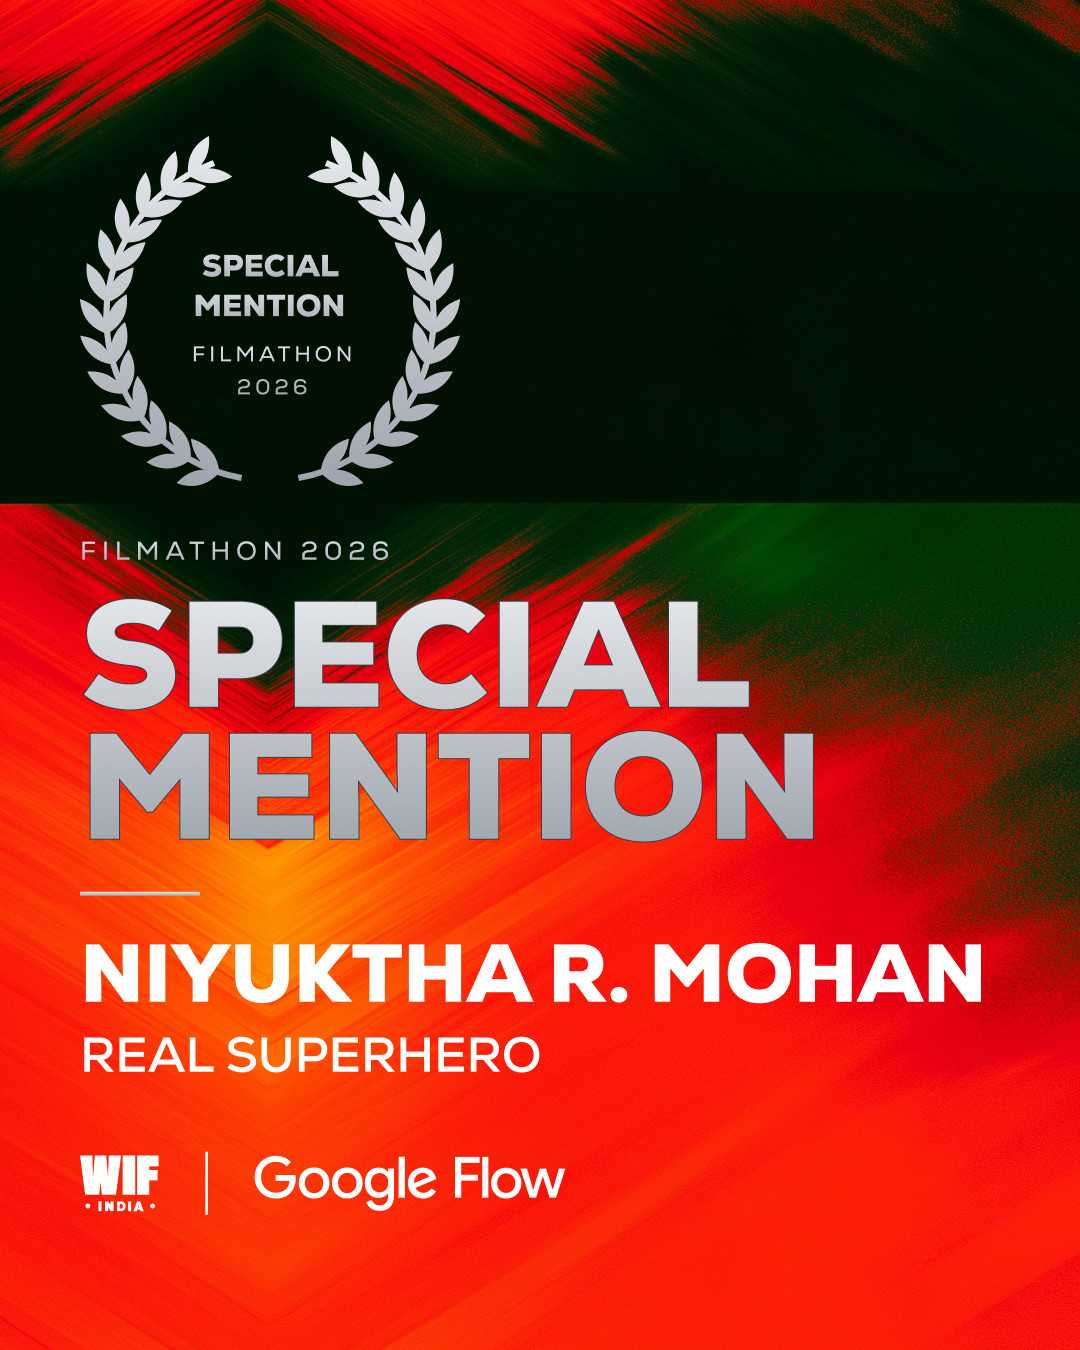 SPECIAL
MENTION
FILMATHON
2026
FILMATHON 2026
SPECIAL
MENTION
NIYUKTHA R. MOHAN
REAL SUPERHERO
WIF
• INDIA •
Google Flow